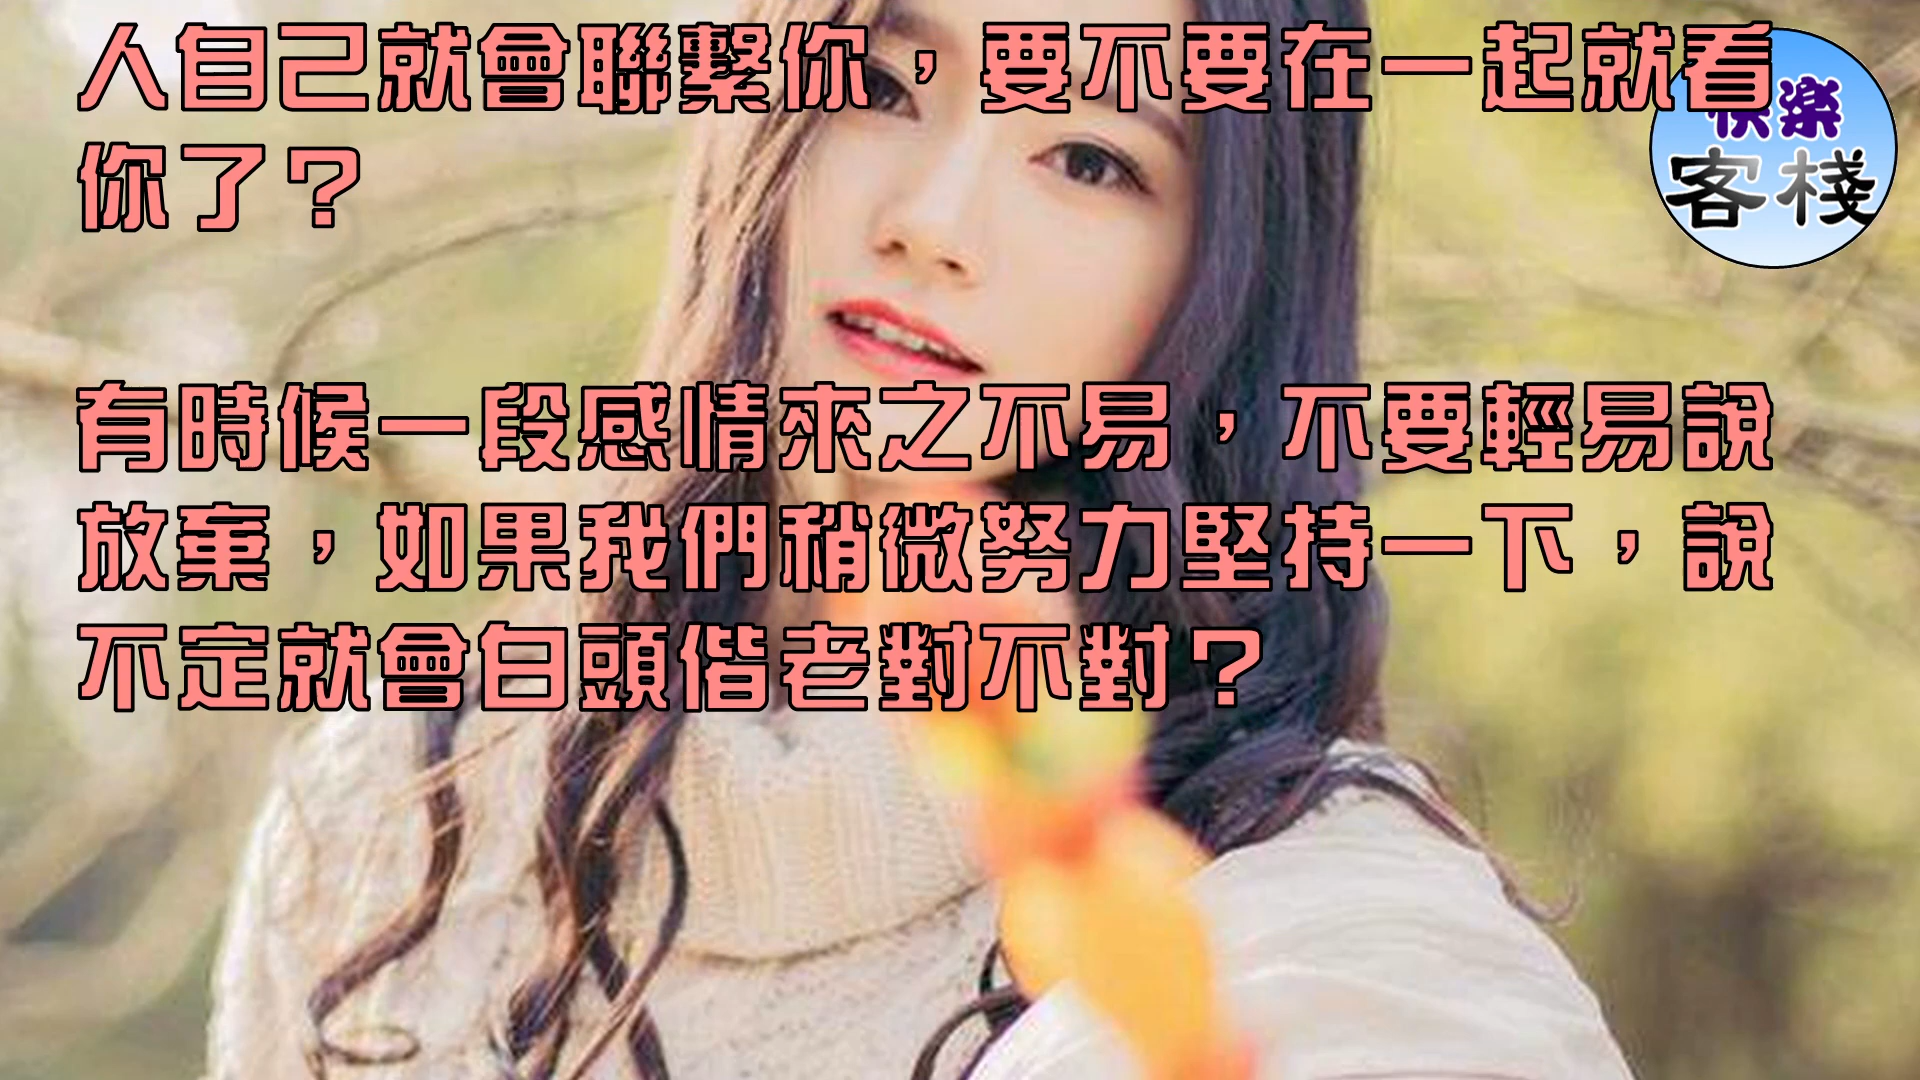 人自己就會聯繫你，要不要在一起就看
你了？
有時候一段感情來之不易，不要輕易說
放棄，如果我們稍微努力堅持一下，說
不定就會白頭偕老對不對？
快樂
客棧